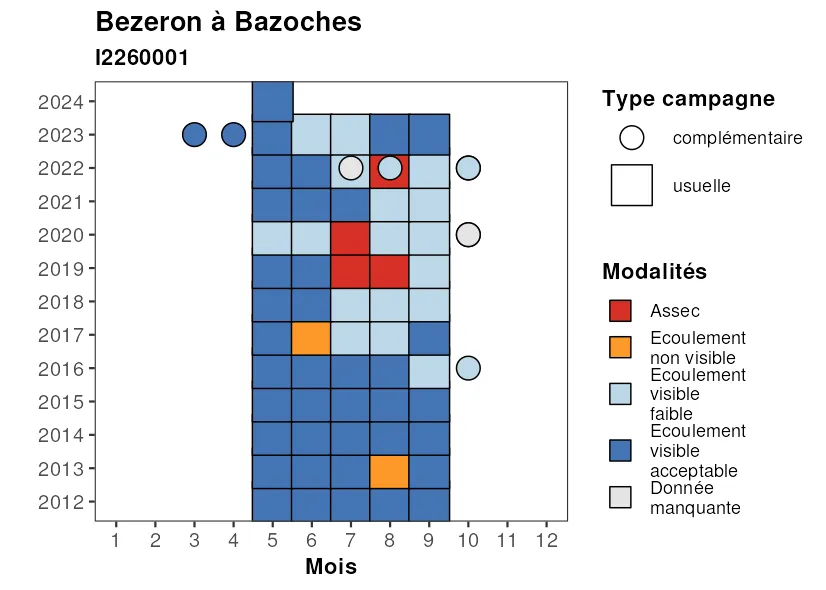 Bezeron à Bazoches
I2260001
2024
2023
2022
2021
2020
2019
2018
2017
2016
2015
2014
2013
2012
1 2 3 4 5 6 7 8 9 10 11 12
Mois
Type campagne
complémentaire
usuelle
Modalités
Assec
Ecoulement
non visible
Ecoulement
visible
faible
Ecoulement
visible
acceptable
Donnée
manquante